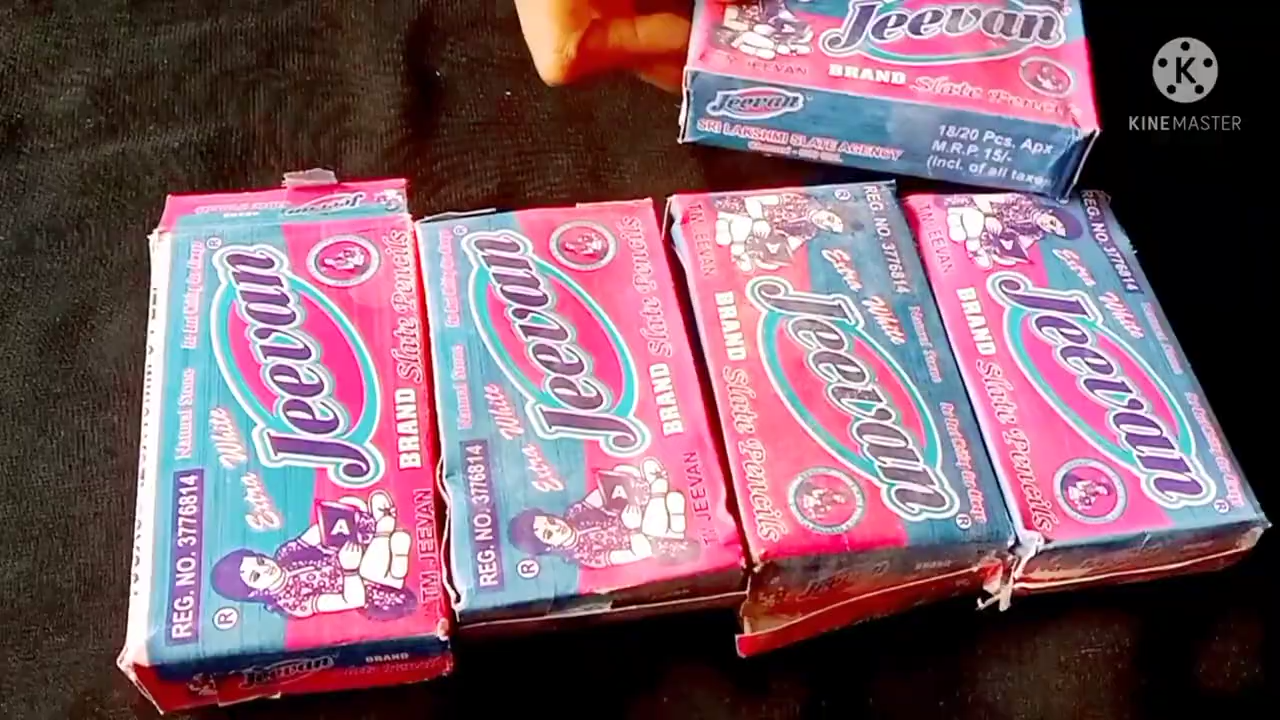 Jeevan
TM JEEVAN BRAND Slate Pencils
Jeevan
SRI LAKSHMI SLATE AGENCY
18/20 Pcs. Apx
M.R.P. 15/-
(Incl. of all taxes
K
KINEMASTER
Jeevan
BRAND Slate Pencils
Extra White
Natural Stone
REG. NO. 3776814
TM JEEVAN
A
®
®
Jeevan
BRAND
Jeevan
BRAND Slate Pencils
Extra White
Natural Stone
REG. NO. 3776814
JEEVAN
A
®
®
REG. NO. 3776814
Extra White
Natural Stone
Jeevan
BRAND Slate Pencils
®
®
REG. NO. 3776814
Extra White
Jeevan
BRAND Slate Pencils
A
®